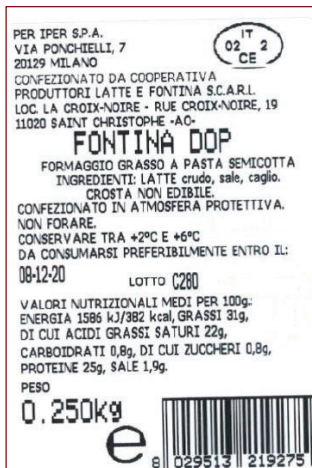 PER IPER S.P.A.
VIA PONCHIELLI, 7
20129 MILANO
IT
02 2
CE
CONFEZIONATO DA COOPERATIVA
PRODUTTORI LATTE E FONTINA S.C.A.R.L.
LOC. LA CROIX-NOIRE - RUE CROIX-NOIRE, 19
11020 SAINT CHRISTOPHE -AO-
FONTINA DOP
FORMAGGIO GRASSO A PASTA SEMICOTTA
INGREDIENTI: LATTE crudo, sale, caglio.
CROSTA NON EDIBILE.
CONFEZIONATO IN ATMOSFERA PROTETTIVA.
NON FORARE.
CONSERVARE TRA +2°C E +6°C
DA CONSUMARSI PREFERIBILMENTE ENTRO IL:
08-12-20 LOTTO C280
VALORI NUTRIZIONALI MEDI PER 100g.:
ENERGIA 1586 kJ/382 kcal, GRASSI 31g,
DI CUI ACIDI GRASSI SATURI 22g,
CARBOIDRATI 0,8g, DI CUI ZUCCHERI 0,8g,
PROTEINE 25g, SALE 1,9g.
PESO
0.250kg
e
8 029513 219275